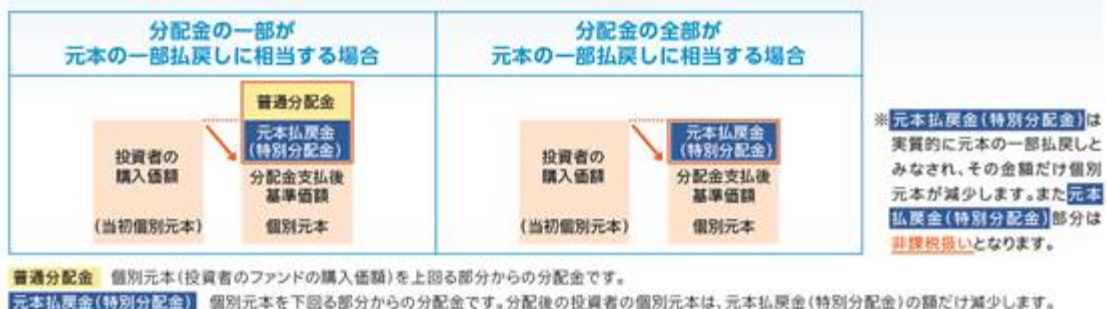 分配金の一部が
元本の一部払戻しに相当する場合
分配金の全部が
元本の一部払戻しに相当する場合
普通分配金
元本払戻金
(特別分配金)
投資者の
購入価額
(当初個別元本)
分配金支払後
基準価額
個別元本
元本払戻金
(特別分配金)
投資者の
購入価額
(当初個別元本)
分配金支払後
基準価額
個別元本
※元本払戻金(特別分配金)は
実質的に元本の一部払戻しと
みなされ、その金額だけ個別
元本が減少します。また元本
払戻金(特別分配金)部分は
非課税扱いとなります。
普通分配金 個別元本(投資者のファンドの購入価額)を上回る部分からの分配金です。
元本払戻金(特別分配金) 個別元本を下回る部分からの分配金です。分配後の投資者の個別元本は、元本払戻金(特別分配金)の額だけ減少します。